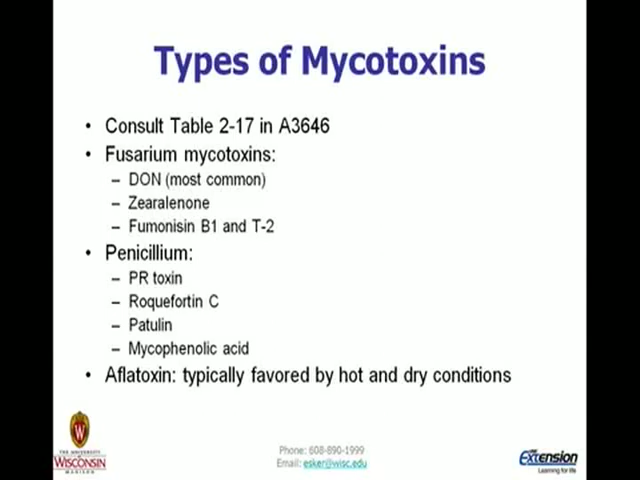 Types of Mycotoxins
• Consult Table 2-17 in A3646
• Fusarium mycotoxins:
– DON (most common)
– Zearalenone
– Fumonisin B1 and T-2
• Penicillium:
– PR toxin
– Roquefortin C
– Patulin
– Mycophenolic acid
• Aflatoxin: typically favored by hot and dry conditions
W
THE UNIVERSITY
of
WISCONSIN
MADISON
Phone: 608-890-1999
Email: esker@wisc.edu
Extension
Learning for life